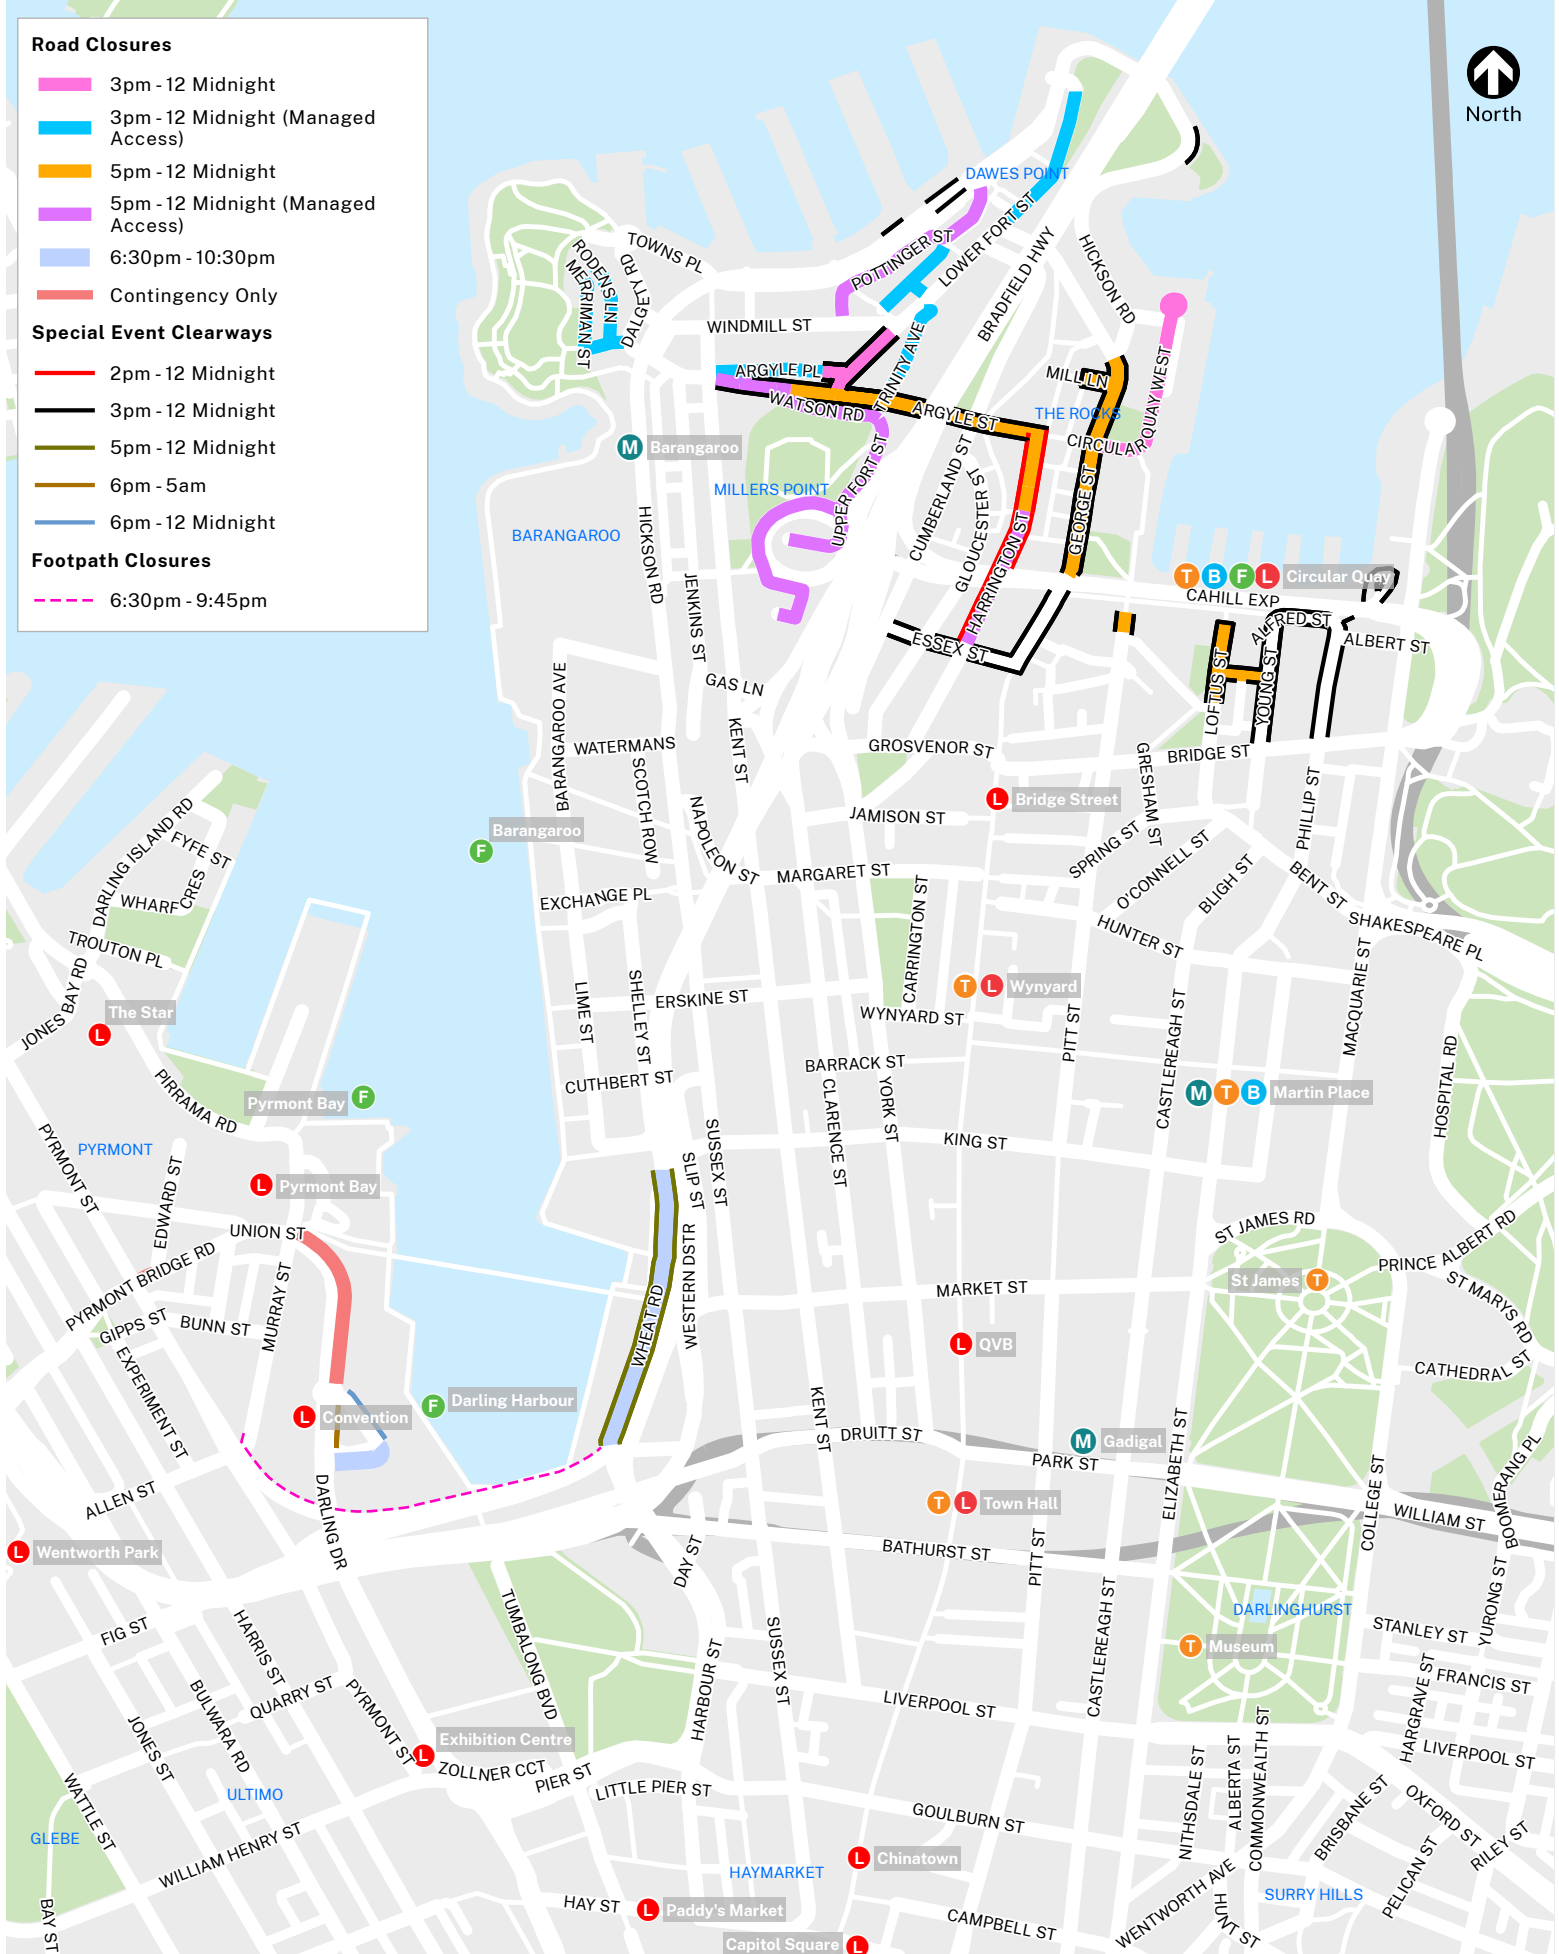 Road Closures
3pm - 12 Midnight
3pm - 12 Midnight (Managed
Access)
5pm - 12 Midnight
5pm - 12 Midnight (Managed
Access)
6:30pm - 10:30pm
Contingency Only
Special Event Clearways
2pm - 12 Midnight
3pm - 12 Midnight
5pm - 12 Midnight
6pm - 5am
6pm - 12 Midnight
Footpath Closures
6:30pm - 9:45pm
North
DAWES POINT
TOWNS PL
RODENS LN
MERRIMAN ST
DALGETY RD
POTTINGER ST
LOWER FORT ST
BRADFIELD HWY
HICKSON RD
WINDMILL ST
ARGYLE PL
TRINITY AVE
WATSON RD
ARGYLE ST
MILL LN
THE ROCKS
CIRCULAR QUAY WEST
M
Barangaroo
MILLERS POINT
BARANGAROO
UPPER FORT ST
CUMBERLAND ST
GLOUCESTER ST
HARRINGTON ST
GEORGE ST
HICKSON RD
JENKINS ST
T
B
F
L
Circular Quay
CAHILL EXP
ALFRED ST
ALBERT ST
ESSEX ST
LOFTUS ST
YOUNG ST
GAS LN
BARANGAROO AVE
WATERMANS
KENT ST
GROSVENOR ST
BRIDGE ST
SCOTCH ROW
NAPOLEON ST
L
Bridge Street
GRESHAM ST
PHILLIP ST
JAMISON ST
SPRING ST
O'CONNELL ST
BLIGH ST
BENT ST
Barangaroo
F
DARLING ISLAND RD
FYFE ST
WHARF
CRES
TROUTON PL
JONES BAY RD
MARGARET ST
EXCHANGE PL
CARRINGTON ST
HUNTER ST
SHAKESPEARE PL
LIME ST
SHELLEY ST
ERSKINE ST
T
L
Wynyard
WYNYARD ST
PITT ST
CASTLEREAGH ST
MACQUARIE ST
HOSPITAL RD
The Star
L
PIRRAMA RD
Pyrmont Bay
F
CUTHBERT ST
BARRACK ST
CLARENCE ST
YORK ST
M
T
B
Martin Place
PYRMONT
PYRMONT ST
KING ST
SUSSEX ST
SLIP ST
L
Pyrmont Bay
EDWARD ST
UNION ST
PYRMONT BRIDGE RD
MURRAY ST
GIPPS ST
BUNN ST
EXPERIMENT ST
WHEAT RD
WESTERN DSTR
MARKET ST
ST JAMES RD
PRINCE ALBERT RD
St James
T
ST MARYS RD
L
QVB
CATHEDRAL ST
L
Convention
F
Darling Harbour
KENT ST
DRUITT ST
M
Gadigal
PARK ST
ELIZABETH ST
COLLEGE ST
BOOMERANG PL
ALLEN ST
DARLING DR
T
L
Town Hall
WILLIAM ST
L
Wentworth Park
DAY ST
BATHURST ST
PITT ST
CASTLEREAGH ST
YURONG ST
DARLINGHURST
FIG ST
HARRIS ST
TUMBALONG BVD
SUSSEX ST
HARBOUR ST
T
Museum
STANLEY ST
FRANCIS ST
HARGRAVE ST
BULWARA RD
QUARRY ST
PYRMONT ST
JONES ST
LIVERPOOL ST
LIVERPOOL ST
L
Exhibition Centre
ZOLLNER CCT
PIER ST
LITTLE PIER ST
WATTLE ST
ULTIMO
GLEBE
WILLIAM HENRY ST
GOULBURN ST
NITHSDALE ST
ALBERTA ST
COMMONWEALTH ST
BRISBANE ST
OXFORD ST
RILEY ST
PELICAN ST
L
Chinatown
HAYMARKET
SURRY HILLS
WENTWORTH AVE
HUNT ST
BAY ST
HAY ST
L
Paddy's Market
CAMPBELL ST
Capitol Square
L